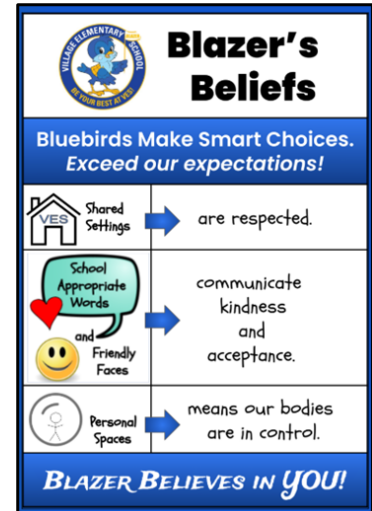 VILLAGE ELEMENTARY SCHOOL
BE YOUR BEST AT YES!
Blazer's
Beliefs
Bluebirds Make Smart Choices.
Exceed our expectations!
VES
Shared
Settings
are respected.
School
Appropriate
Words
and
Friendly
Faces
communicate
kindness
and
acceptance.
Personal
Spaces
means our bodies
are in control.
BLAZER BELIEVES IN YOU!